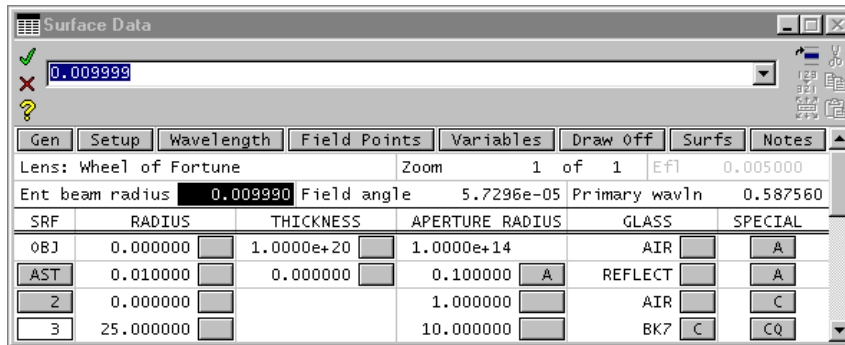 Surface Data
0.009999
Gen Setup Wavelength Field Points Variables Draw Off Surfs Notes
Lens: Wheel of Fortune Zoom 1 of 1 Efl 0.005000
Ent beam radius 0.009990 Field angle 5.7296e-05 Primary wavln 0.587560
SRF RADIUS THICKNESS APERTURE RADIUS GLASS SPECIAL
OBJ 0.000000 1.0000e+20 1.0000e+14 AIR A
AST 0.010000 0.000000 0.100000 A REFLECT A
2 0.000000 1.000000 AIR C
3 25.000000 10.000000 BK7 C CQ